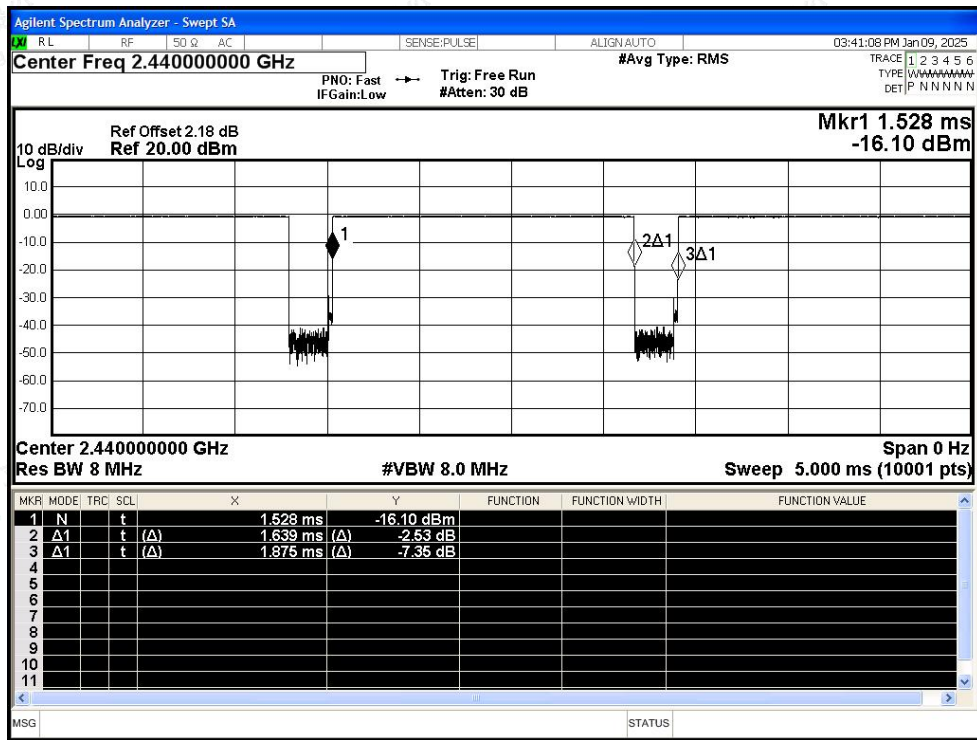 Agilent Spectrum Analyzer - Swept SA
LXI RL RF 50 Ω AC SENSE:PULSE ALIGN AUTO 03:41:08 PM Jan 09, 2025
Center Freq 2.440000000 GHz #Avg Type: RMS TRACE 1 2 3 4 5 6
PNO: Fast Trig: Free Run TYPE WWWWWW
IFGain:Low #Atten: 30 dB DET P N N N N N
Mkr1 1.528 ms
Ref Offset 2.18 dB
10 dB/div Ref 20.00 dBm -16.10 dBm
Log
10.0
0.00
-10.0
-20.0
-30.0
-40.0
-50.0
-60.0
-70.0
1
2Δ1
3Δ1
Center 2.440000000 GHz Span 0 Hz
Res BW 8 MHz #VBW 8.0 MHz Sweep 5.000 ms (10001 pts)
MKR MODE TRC SCL X Y FUNCTION FUNCTION WIDTH FUNCTION VALUE
1 N t 1.528 ms -16.10 dBm
2 Δ1 t (Δ) 1.639 ms (Δ) -2.53 dB
3 Δ1 t (Δ) 1.875 ms (Δ) -7.35 dB
4
5
6
7
8
9
10
11
MSG STATUS